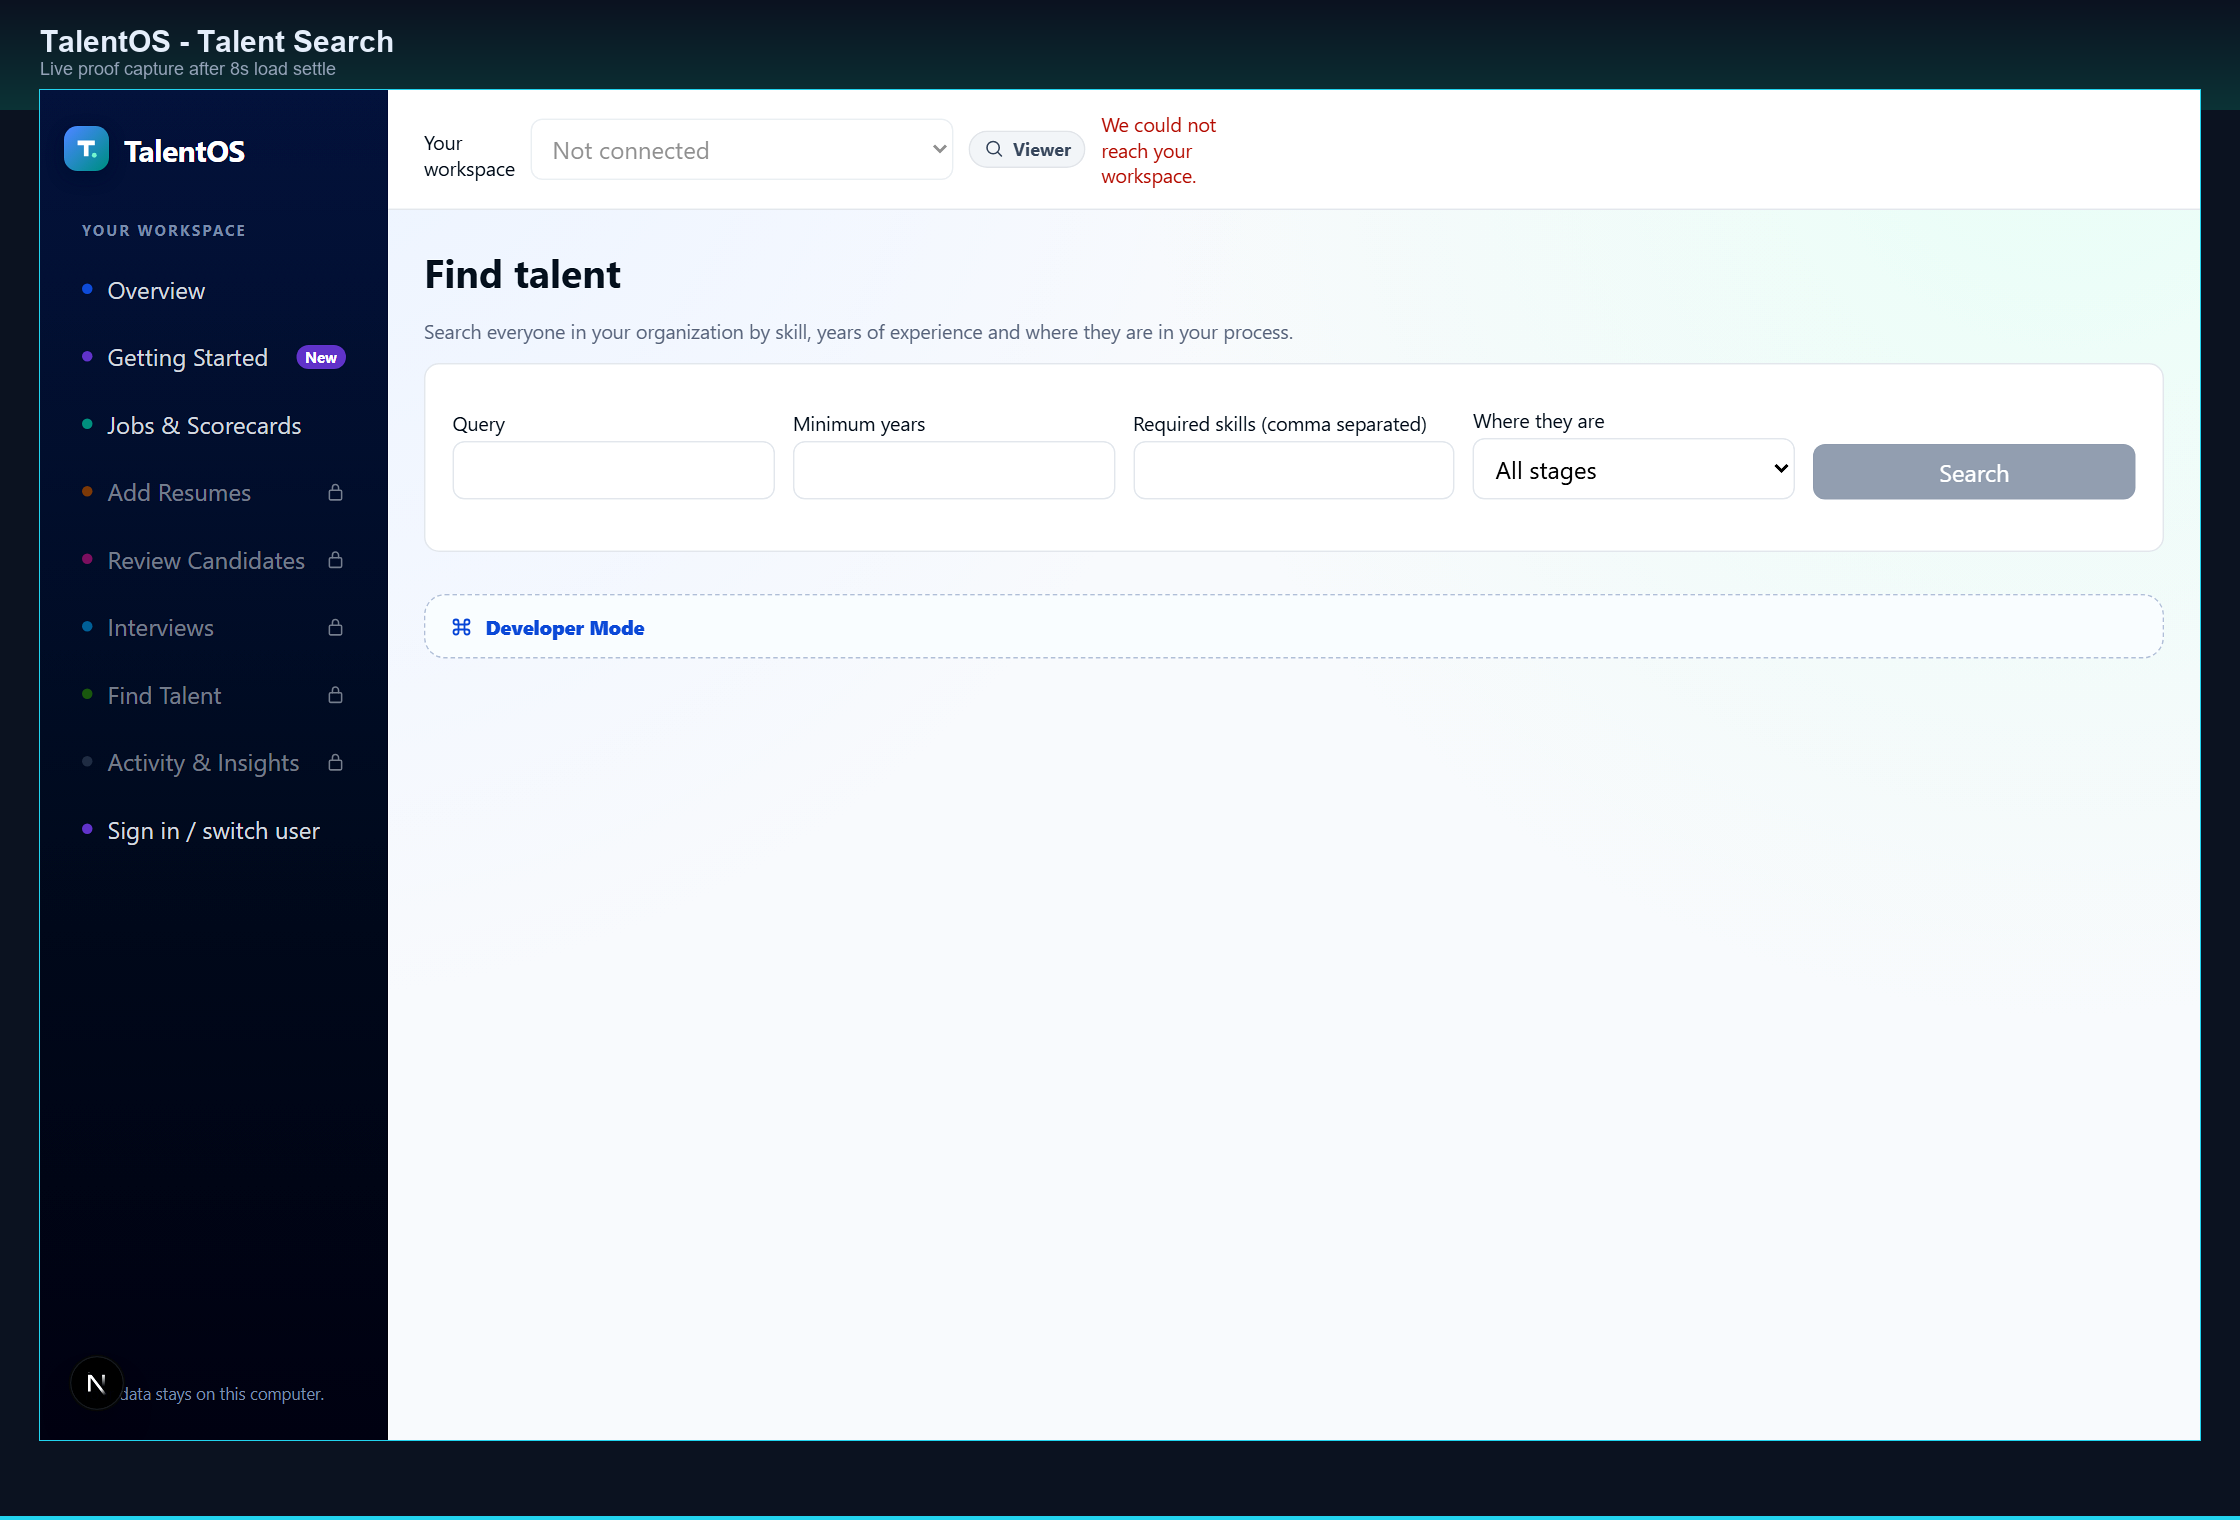 TalentOS - Talent Search
Live proof capture after 8s load settle
T.
TalentOS
YOUR WORKSPACE
Overview
Getting Started
New
Jobs & Scorecards
Add Resumes
Review Candidates
Interviews
Find Talent
Activity & Insights
Sign in / switch user
N
data stays on this computer.
Your
workspace
Not connected
Viewer
We could not
reach your
workspace.
Find talent
Search everyone in your organization by skill, years of experience and where they are in your process.
Query
Minimum years
Required skills (comma separated)
Where they are
All stages
Search
Developer Mode